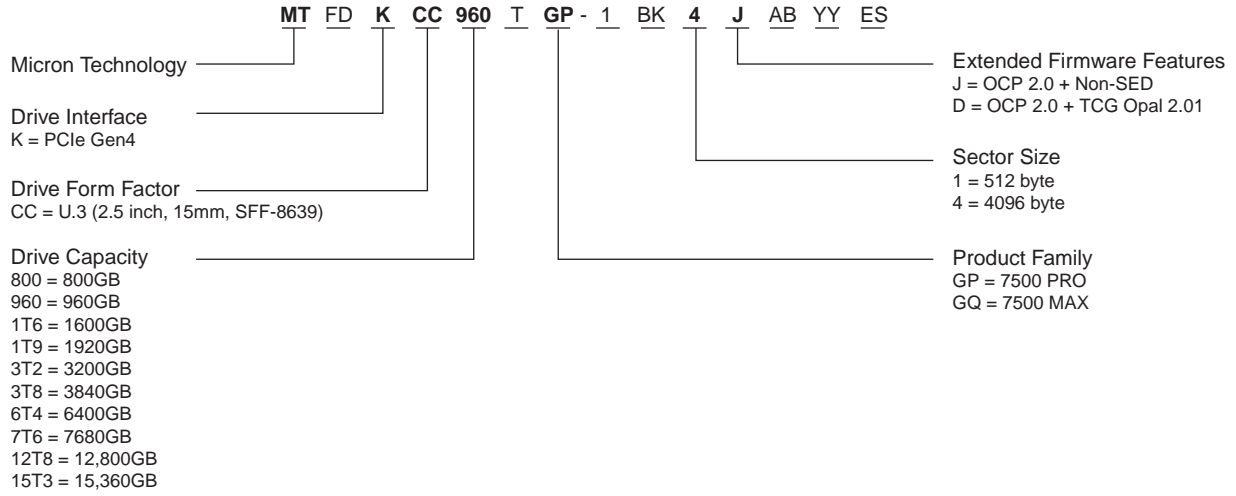 MT FD K CC 960 T GP - 1 BK 4 J AB YY ES
Micron Technology
Drive Interface
K = PCIe Gen4
Drive Form Factor
CC = U.3 (2.5 inch, 15mm, SFF-8639)
Drive Capacity
800 = 800GB
960 = 960GB
1T6 = 1600GB
1T9 = 1920GB
3T2 = 3200GB
3T8 = 3840GB
6T4 = 6400GB
7T6 = 7680GB
12T8 = 12,800GB
15T3 = 15,360GB
Extended Firmware Features
J = OCP 2.0 + Non-SED
D = OCP 2.0 + TCG Opal 2.01
Sector Size
1 = 512 byte
4 = 4096 byte
Product Family
GP = 7500 PRO
GQ = 7500 MAX